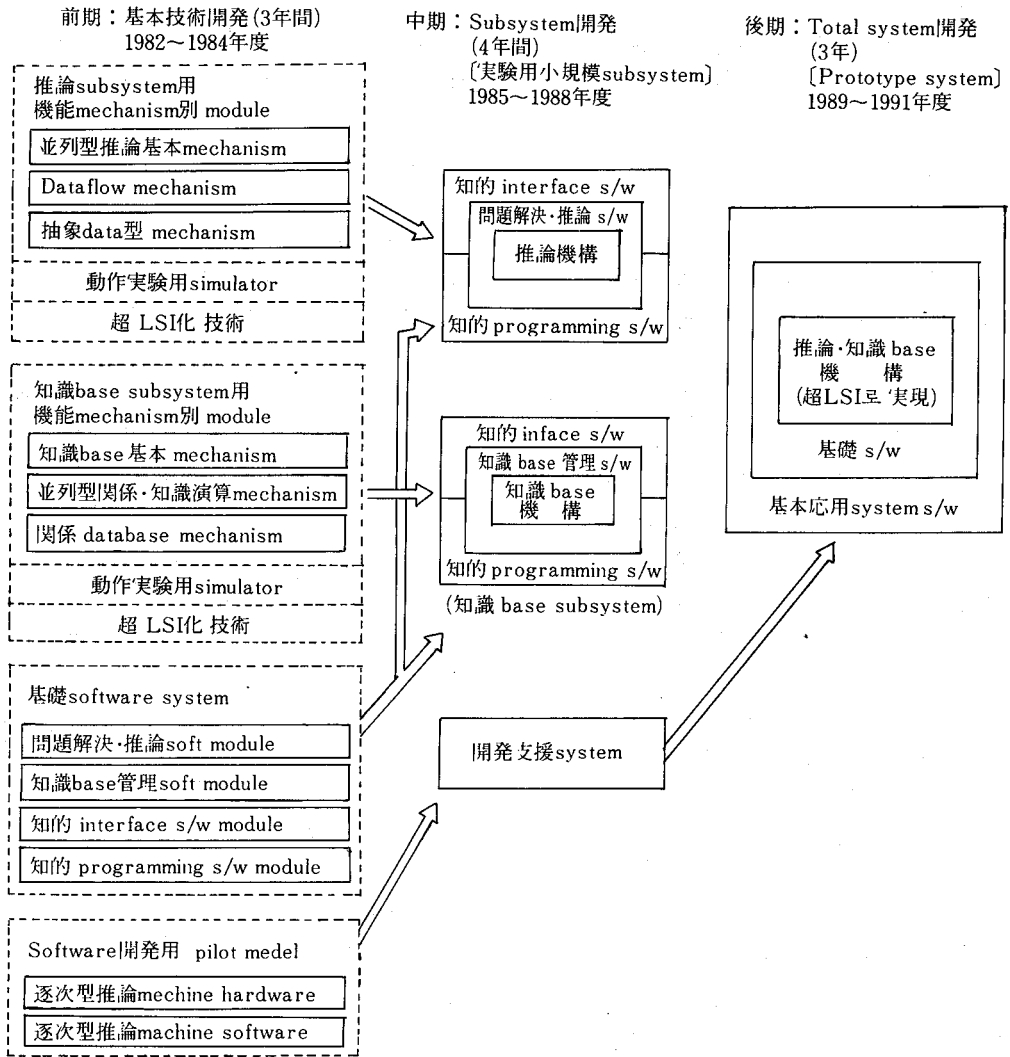 前期：基本技術開発(3年間)
1982～1984年度
推論subsystem用
機能mechanism別 module
並列型推論基本mechanism
Dataflow mechanism
抽象data型 mechanism
動作実験用simulator
超 LSI化 技術
知識base subsystem用
機能mechanism別 module
知識base 基本 mechanism
並列型関係·知識演算mechanism
関係 database mechanism
動作実験用simulator
超 LSI化 技術
基礎software system
問題解決·推論soft module
知識base管理soft module
知的 interface s/w module
知的 programming s/w module
Software開発用 pilot medel
逐次型推論mechine hardware
逐次型推論machine software
中期：Subsystem開発
(4年間)
〔実験用小規模subsystem〕
1985～1988年度
知的 interface s/w
問題解決·推論 s/w
推論機構
知的 programming s/w
知的 inface s/w
知識 base 管理 s/w
知識 base
機 構
知的 programming s/w
(知識 base subsystem)
開発支援system
後期：Total system開発
(3年)
〔Prototype system〕
1989～1991年度
推論·知識 base
機 構
(超LSI로 実現)
基礎 s/w
基本応用system s/w